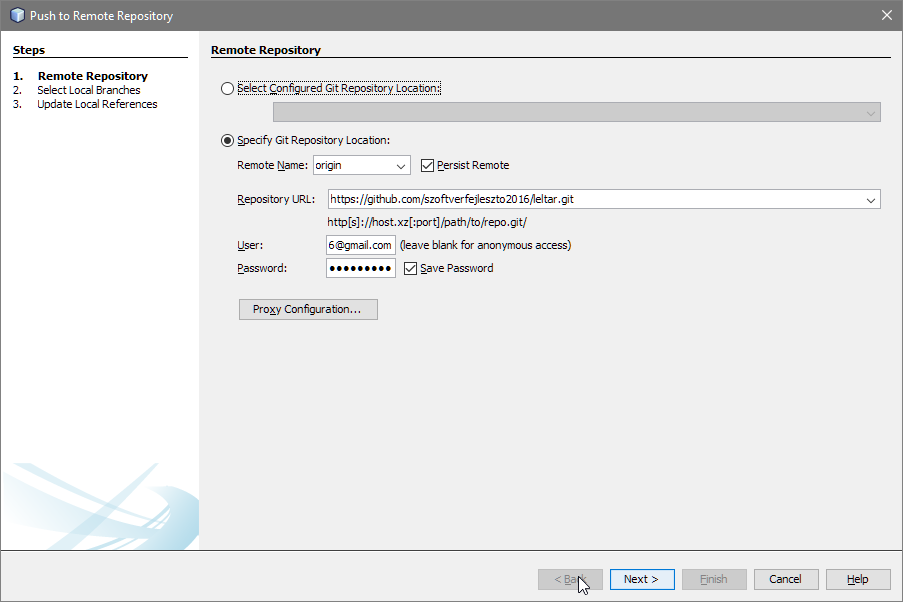 Push to Remote Repository
Steps
1. Remote Repository
2. Select Local Branches
3. Update Local References
Remote Repository
Select Configured Git Repository Location:
Specify Git Repository Location:
Remote Name: origin Persist Remote
Repository URL: https://github.com/szoftverfejleszto2016/leltar.git
http[s]://host.xz[:port]/path/to/repo.git/
User: 6@gmail.com (leave blank for anonymous access)
Password: ●●●●●●●●● Save Password
Proxy Configuration...
< Back Next > Finish Cancel Help